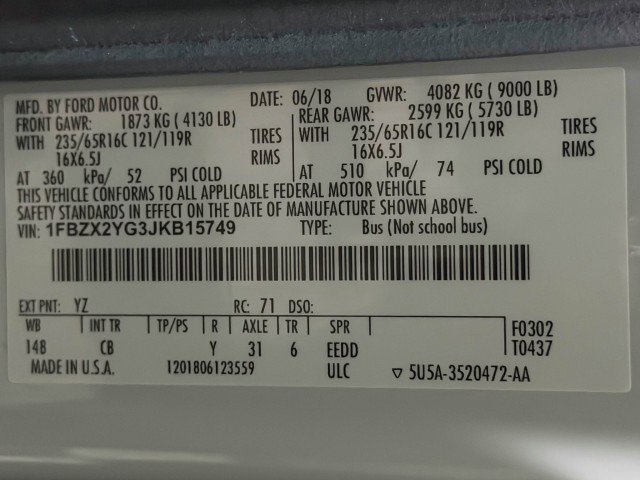 MFD. BY FORD MOTOR CO. DATE: 06/18 GVWR: 4082 KG ( 9000 LB)
FRONT GAWR: 1873 KG ( 4130 LB) REAR GAWR: 2599 KG ( 5730 LB)
WITH 235/65R16C 121/119R TIRES WITH 235/65R16C 121/119R TIRES
16X6.5J RIMS 16X6.5J RIMS
AT 360 kPa/ 52 PSI COLD AT 510 kPa/ 74 PSI COLD
THIS VEHICLE CONFORMS TO ALL APPLICABLE FEDERAL MOTOR VEHICLE
SAFETY STANDARDS IN EFFECT ON THE DATE OF MANUFACTURE SHOWN ABOVE.
VIN: 1FBZX2YG3JKB15749 TYPE: Bus (Not school bus)
EXT PNT: YZ RC: 71 DSO:
WB INT TR TP/PS R AXLE TR SPR F0302
14B CB Y 31 6 EEDD T0437
MADE IN U.S.A. 1201806123559 ULC ▽ 5U5A-3520472-AA